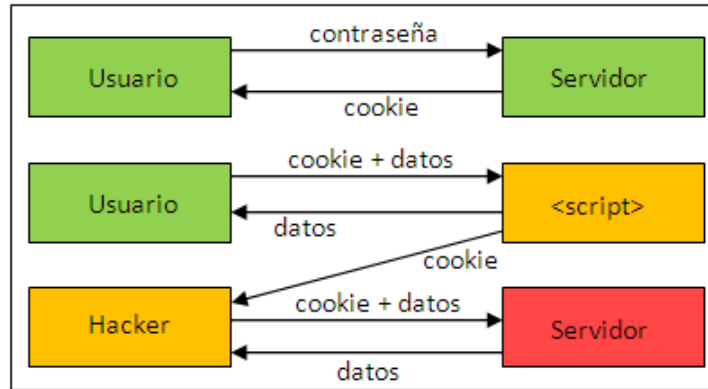 contraseña
Usuario
Servidor
cookie
cookie + datos
Usuario
<script>
datos
cookie
Hacker
cookie + datos
Servidor
datos